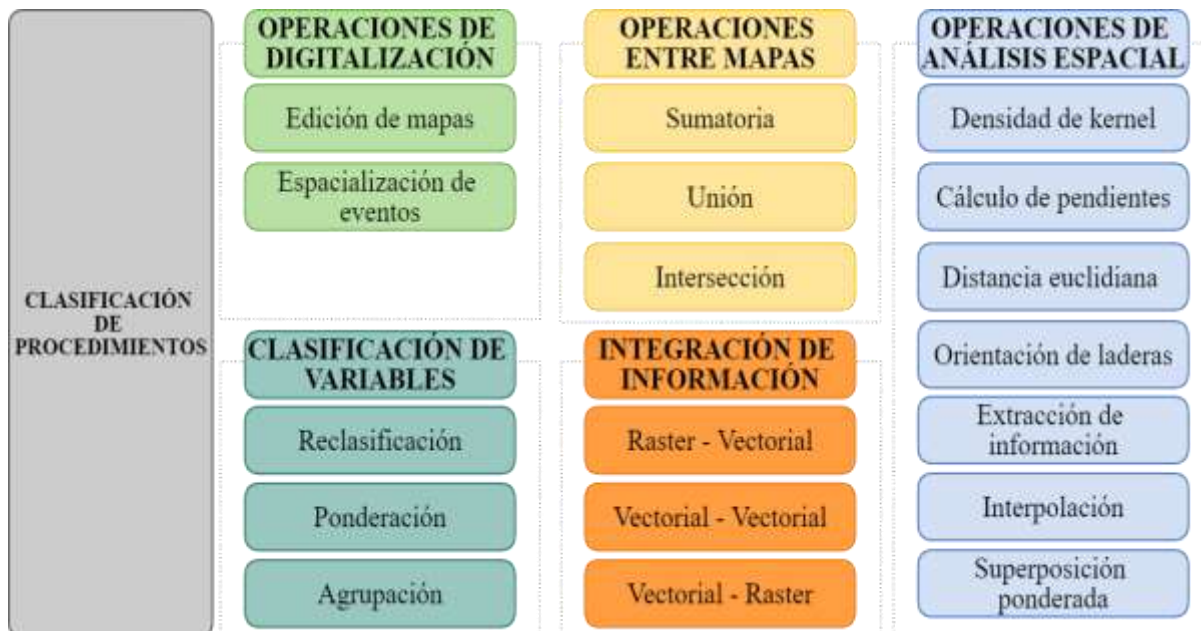 CLASIFICACIÓN
DE
PROCEDIMIENTOS
OPERACIONES DE
DIGITALIZACIÓN
Edición de mapas
Espacialización de
eventos
OPERACIONES
ENTRE MAPAS
Sumatoria
Unión
Intersección
OPERACIONES DE
ANÁLISIS ESPACIAL
Densidad de kernel
Cálculo de pendientes
Distancia euclidiana
Orientación de laderas
Extracción de
información
Interpolación
Superposición
ponderada
CLASIFICACIÓN DE
VARIABLES
Reclasificación
Ponderación
Agrupación
INTEGRACIÓN DE
INFORMACIÓN
Raster - Vectorial
Vectorial - Vectorial
Vectorial - Raster